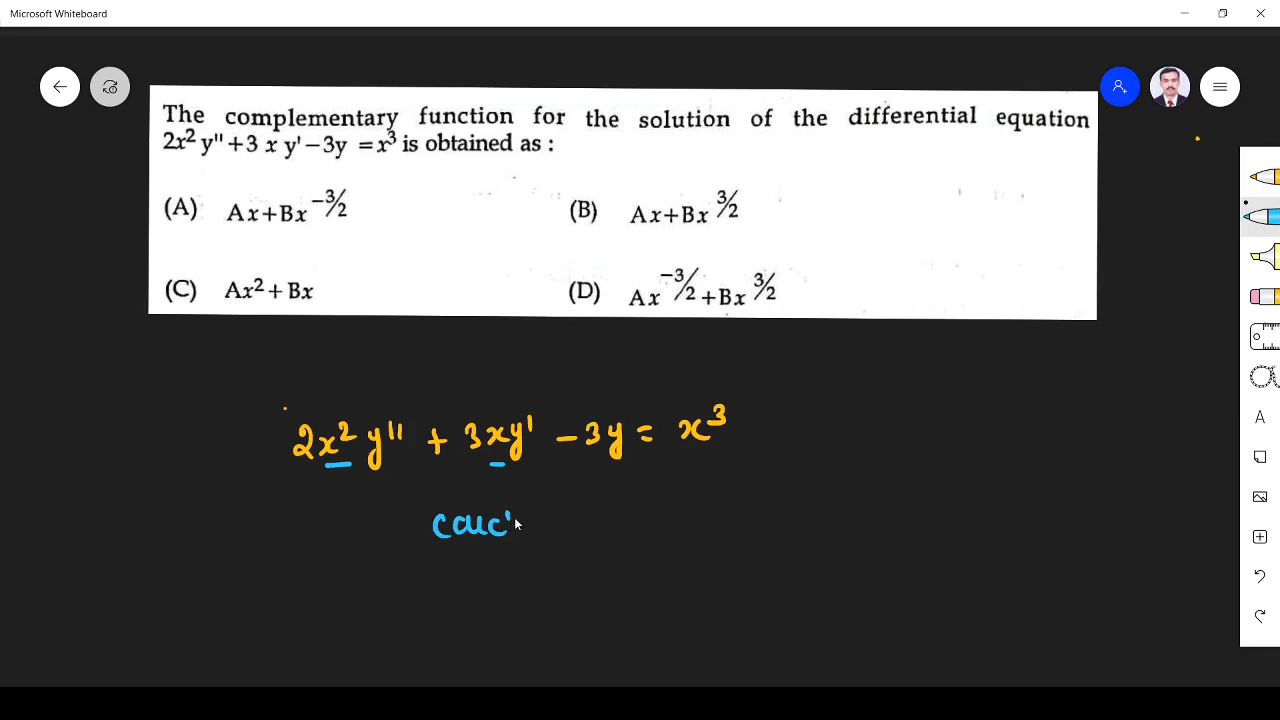 Microsoft Whiteboard
The complementary function for the solution of the differential equation
2x² y'' + 3 x y' − 3y = x³ is obtained as :
(A) Ax + Bx^(−3/2)
(B) Ax + Bx^(3/2)
(C) Ax² + Bx
(D) Ax^(−3/2) + Bx^(3/2)
2x² y'' + 3xy' − 3y = x³
cauc
A